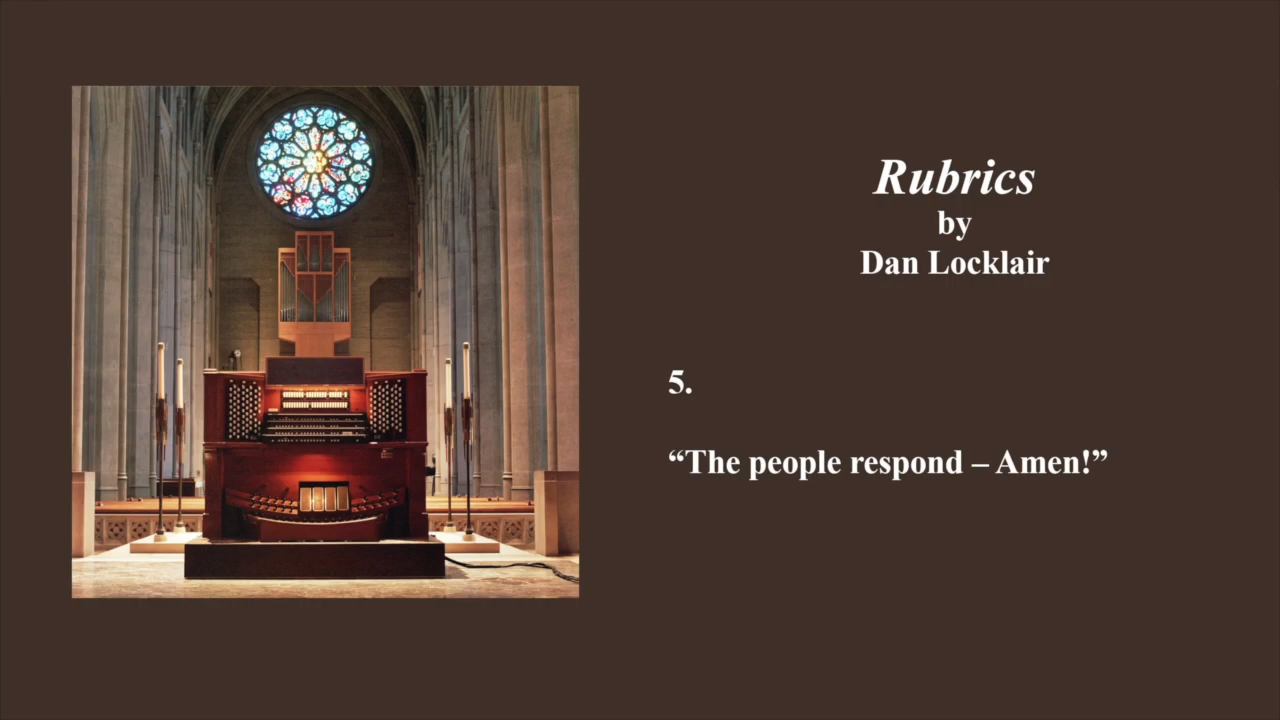 Rubrics
by
Dan Locklair
5.
“The people respond – Amen!”